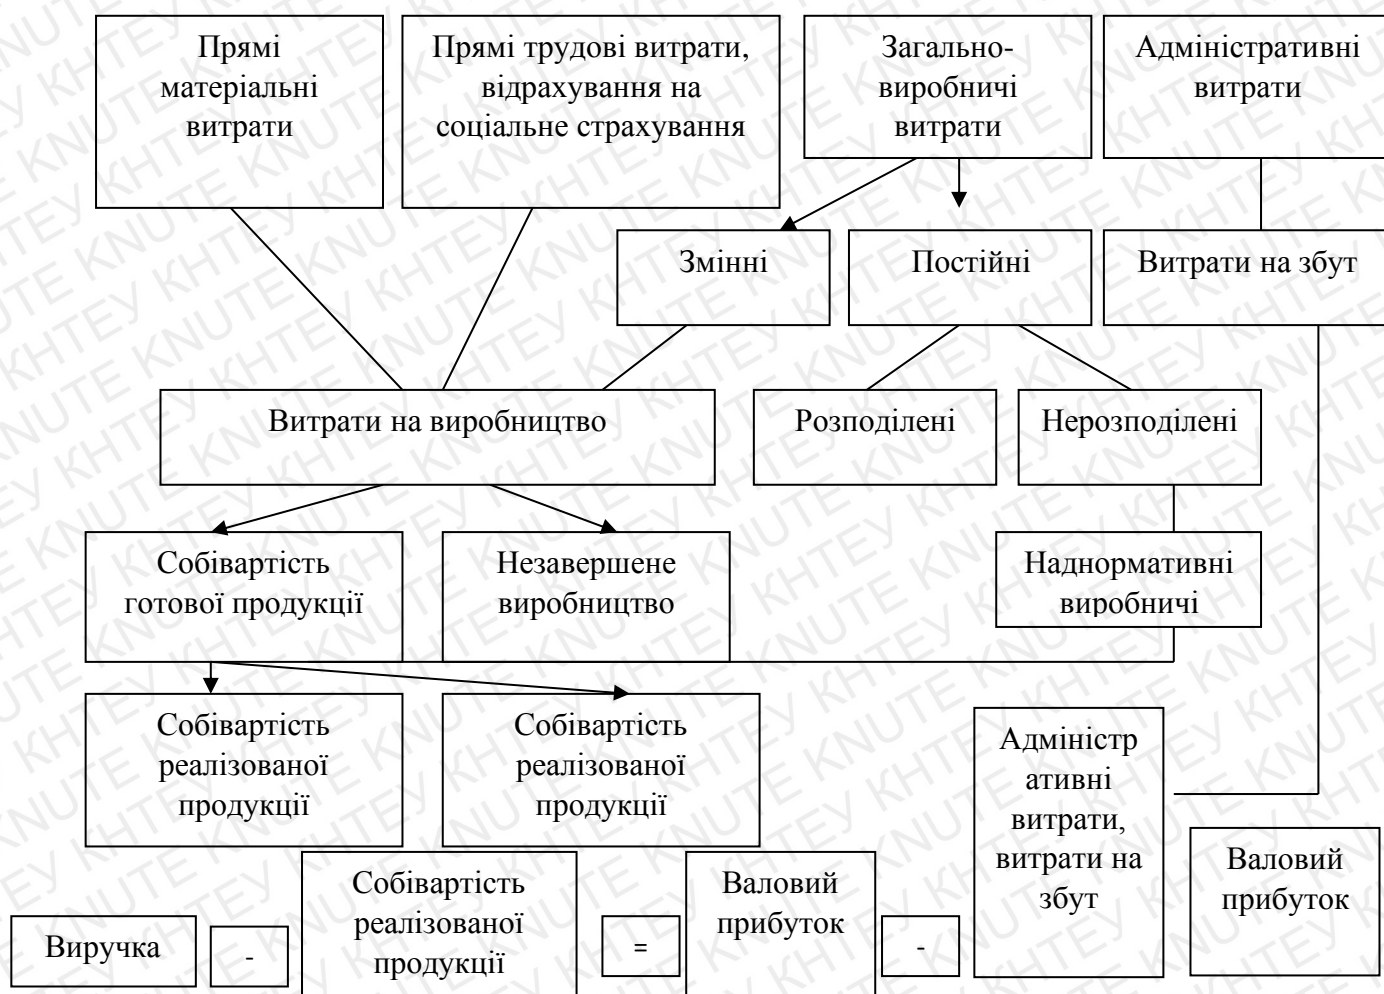 Прямі
матеріальні
витрати
Прямі трудові витрати,
відрахування на
соціальне страхування
Загально-
виробничі
витрати
Адміністративні
витрати
Змінні
Постійні
Витрати на збут
Витрати на виробництво
Розподілені
Нерозподілені
Собівартість
готової продукції
Незавершене
виробництво
Наднормативні
виробничі
Собівартість
реалізованої
продукції
Собівартість
реалізованої
продукції
Адміністр
ативні
витрати,
витрати на
збут
Валовий
прибуток
Виручка
-
Собівартість
реалізованої
продукції
=
Валовий
прибуток
-
КНТЕУ KNUTE